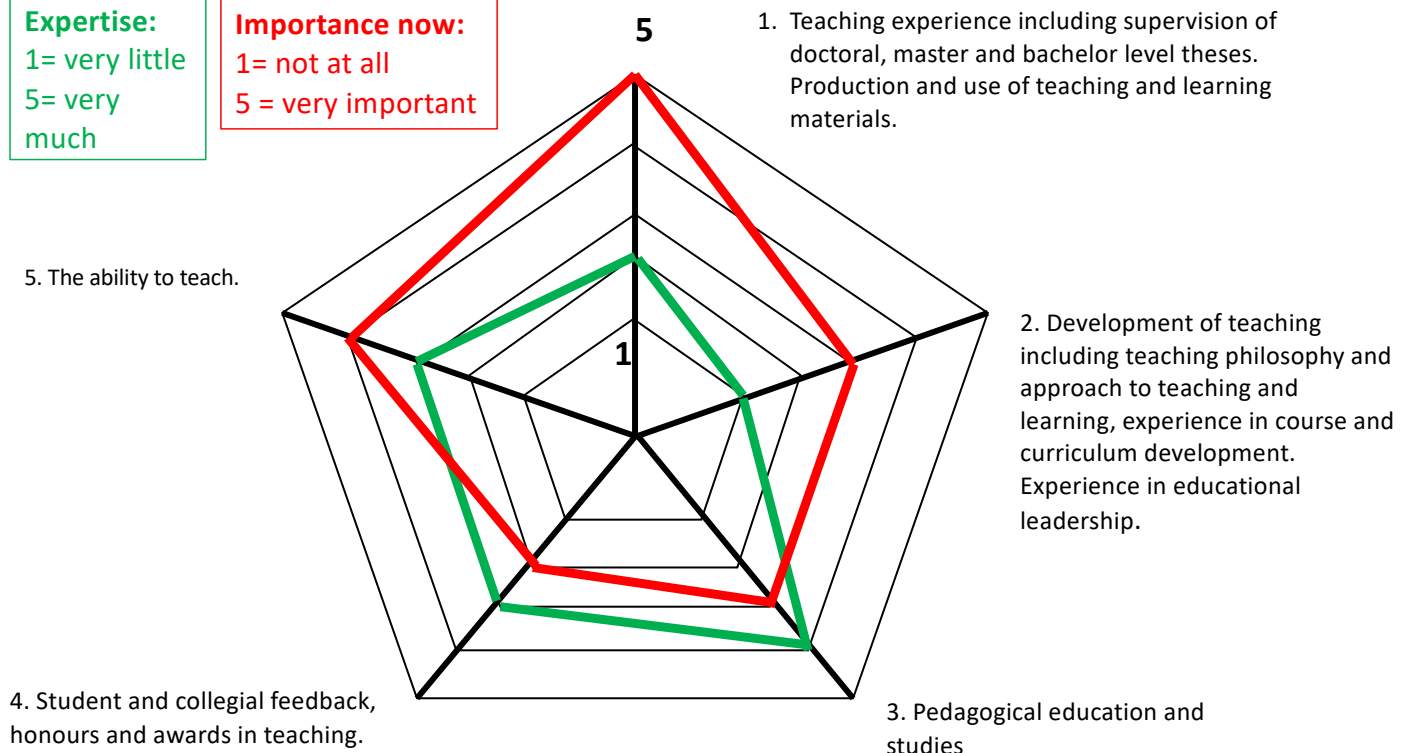 Expertise:
1= very little
5= very
much
Importance now:
1= not at all
5 = very important
5
1. Teaching experience including supervision of
doctoral, master and bachelor level theses.
Production and use of teaching and learning
materials.
5. The ability to teach.
1
2. Development of teaching
including teaching philosophy and
approach to teaching and
learning, experience in course and
curriculum development.
Experience in educational
leadership.
4. Student and collegial feedback,
honours and awards in teaching.
3. Pedagogical education and
studies